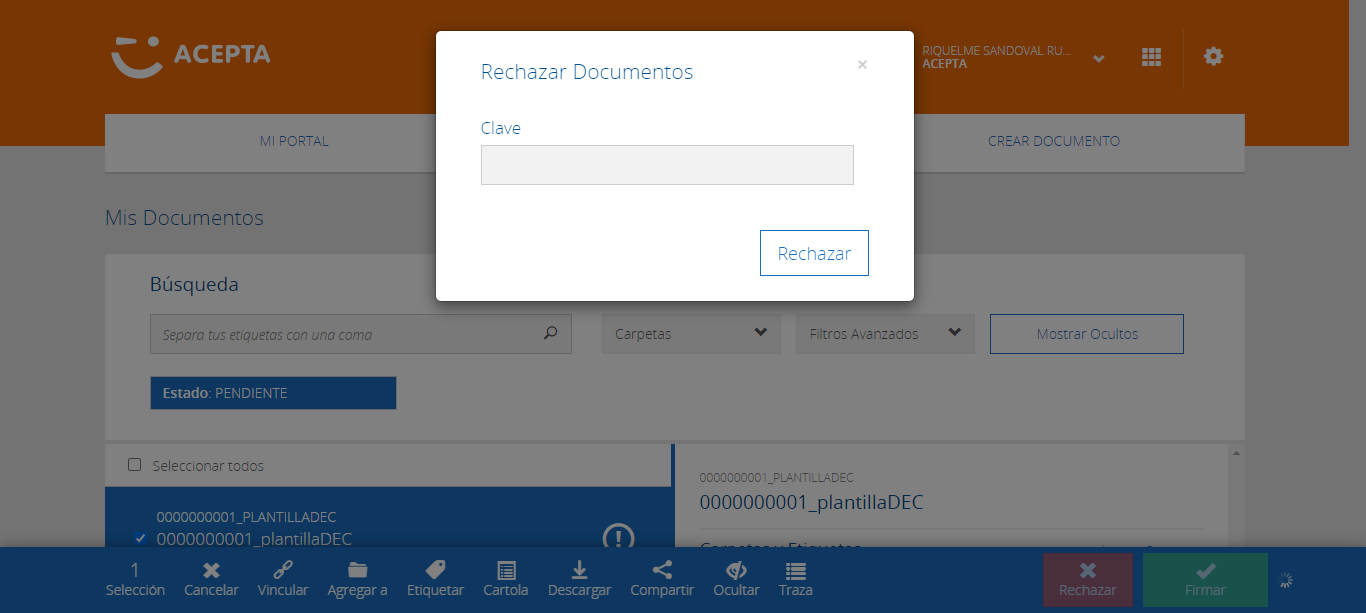 ACEPTA
RIQUELME SANDOVAL RU...
ACEPTA
Rechazar Documentos
×
Clave
Rechazar
MI PORTAL
CREAR DOCUMENTO
Mis Documentos
Búsqueda
Separa tus etiquetas con una coma
Carpetas
Filtros Avanzados
Mostrar Ocultos
Estado: PENDIENTE
Seleccionar todos
0000000001_PLANTILLADEC
0000000001_plantillaDEC
0000000001_PLANTILLADEC
0000000001_plantillaDEC
Carpetas y Etiquetas
1
Selección
Cancelar
Vincular
Agregar a
Etiquetar
Cartola
Descargar
Compartir
Ocultar
Traza
Rechazar
Firmar